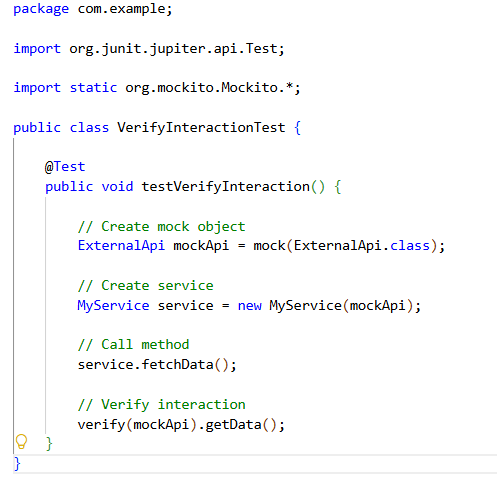 package com.example;
import org.junit.jupiter.api.Test;
import static org.mockito.Mockito.*;
public class VerifyInteractionTest {
@Test
public void testVerifyInteraction() {
// Create mock object
ExternalApi mockApi = mock(ExternalApi.class);
// Create service
MyService service = new MyService(mockApi);
// Call method
service.fetchData();
// Verify interaction
verify(mockApi).getData();
}
}